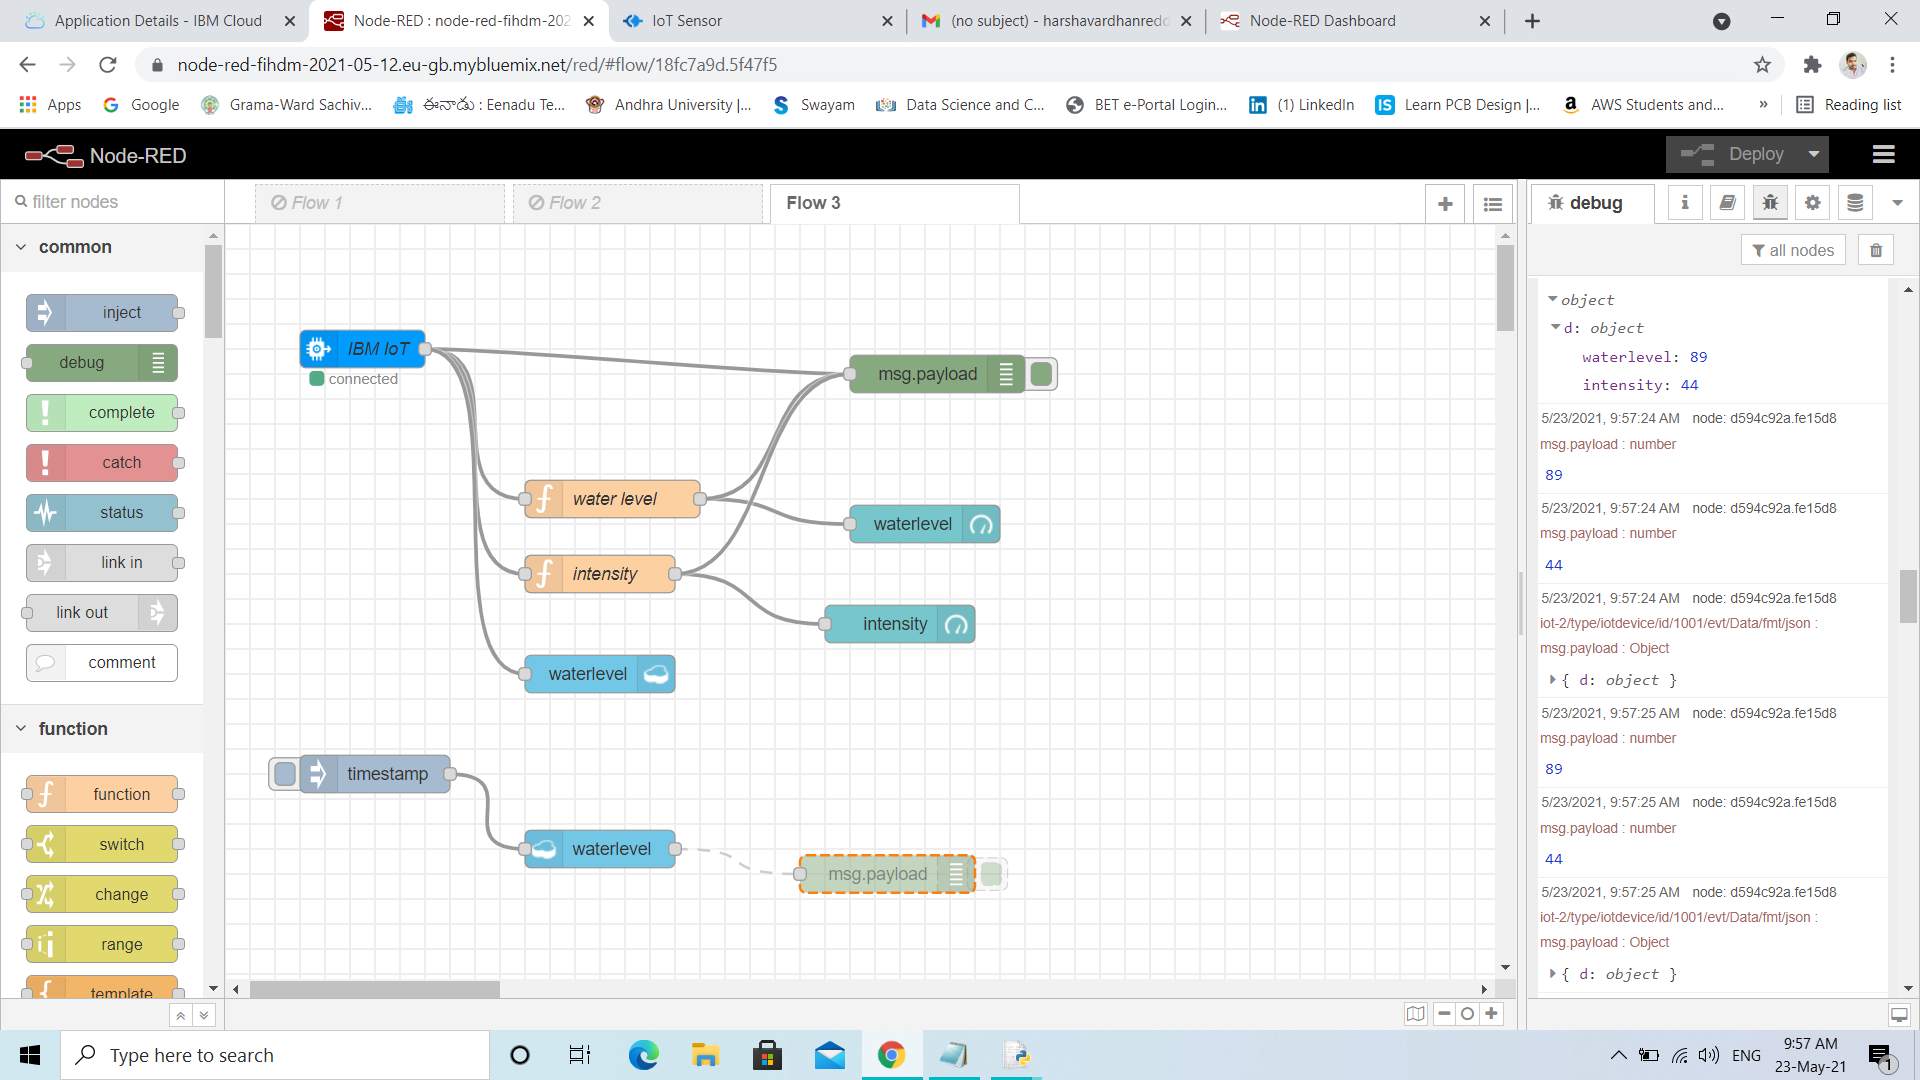 Application Details - IBM Cloud
Node-RED : node-red-fihdm-202
IoT Sensor
(no subject) - harshavardhanredd
Node-RED Dashboard
node-red-fihdm-2021-05-12.eu-gb.mybluemix.net/red/#flow/18fc7a9d.5f47f5
Apps
Google
Grama-Ward Sachiv...
ఈనాడు : Eenadu Te...
Andhra University |...
Swayam
Data Science and C...
BET e-Portal Login...
(1) LinkedIn
Learn PCB Design |...
AWS Students and...
»
Reading list
Node-RED
Deploy
filter nodes
Flow 1
Flow 2
Flow 3
debug
all nodes
common
inject
debug
complete
catch
status
link in
link out
comment
function
function
switch
change
range
template
IBM IoT
connected
msg.payload
water level
waterlevel
intensity
intensity
waterlevel
timestamp
waterlevel
msg.payload
object
d: object
waterlevel: 89
intensity: 44
5/23/2021, 9:57:24 AM node: d594c92a.fe15d8
msg.payload : number
89
5/23/2021, 9:57:24 AM node: d594c92a.fe15d8
msg.payload : number
44
5/23/2021, 9:57:24 AM node: d594c92a.fe15d8
iot-2/type/iotdevice/id/1001/evt/Data/fmt/json :
msg.payload : Object
{ d: object }
5/23/2021, 9:57:25 AM node: d594c92a.fe15d8
msg.payload : number
89
5/23/2021, 9:57:25 AM node: d594c92a.fe15d8
msg.payload : number
44
5/23/2021, 9:57:25 AM node: d594c92a.fe15d8
iot-2/type/iotdevice/id/1001/evt/Data/fmt/json :
msg.payload : Object
{ d: object }
Type here to search
ENG
9:57 AM
23-May-21
1